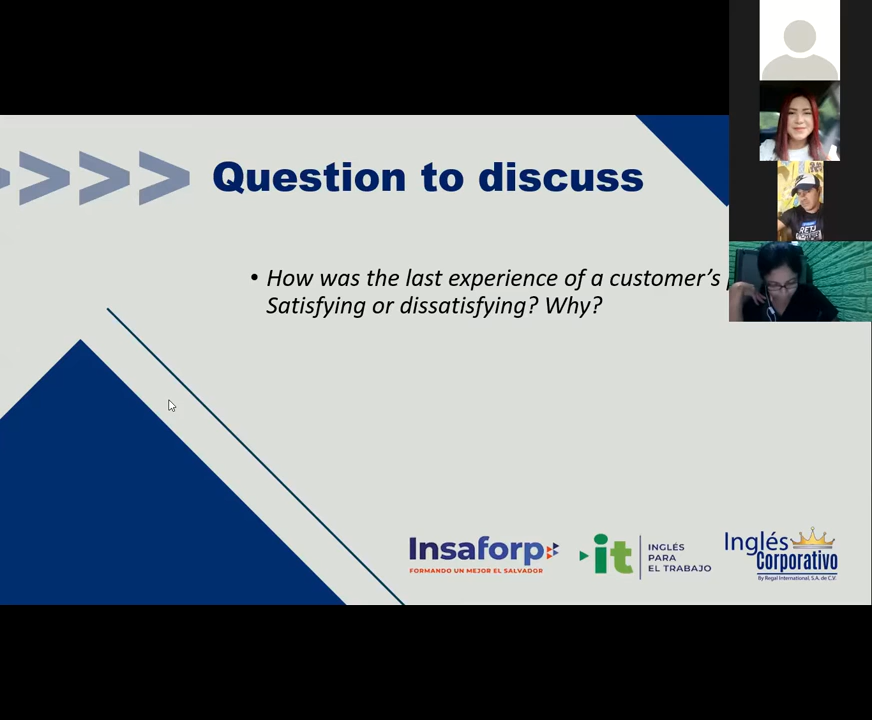 Question to discuss
• How was the last experience of a customer’s
Satisfying or dissatisfying? Why?
Insaforp
FORMANDO UN MEJOR EL SALVADOR
it
INGLÉS
PARA
EL TRABAJO
Inglés
Corporativo
By Regal International, S.A. de C.V.